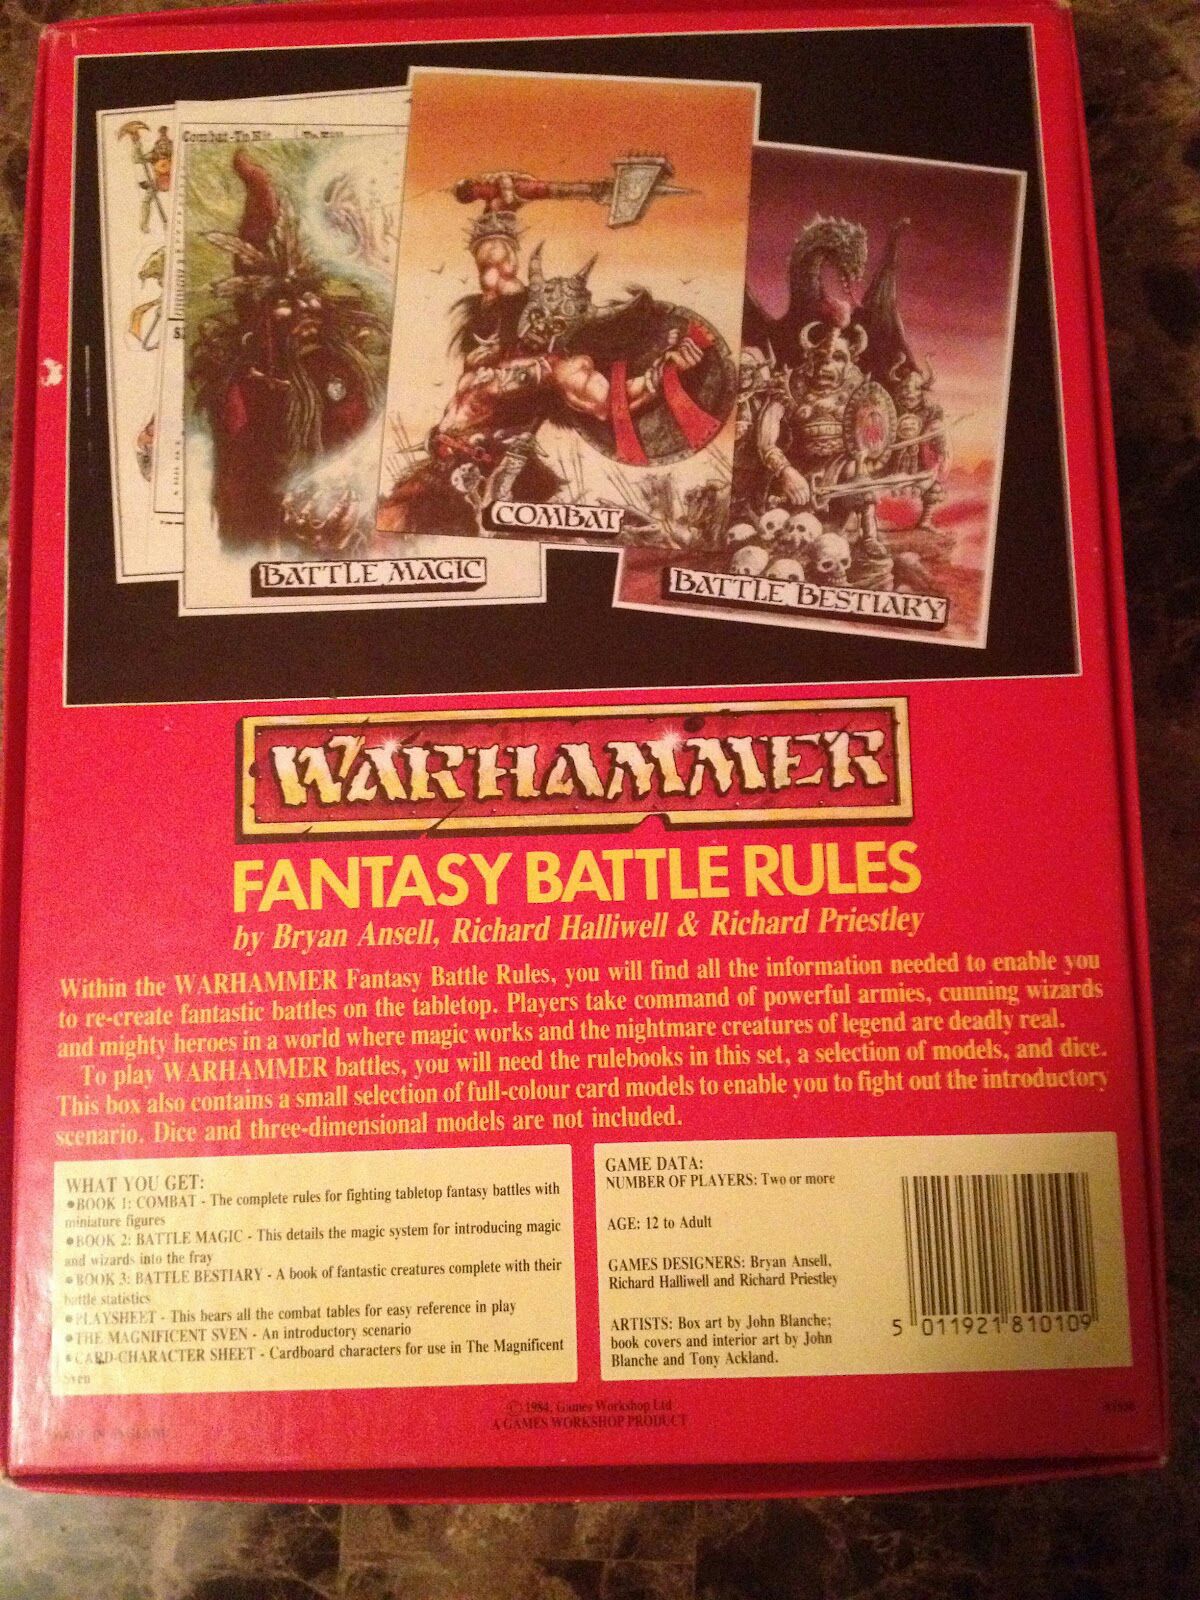 Combat-To Hit
BATTLE MAGIC
COMBAT
BATTLE BESTIARY
WARHAMMER
FANTASY BATTLE RULES
by Bryan Ansell, Richard Halliwell & Richard Priestley
Within the WARHAMMER Fantasy Battle Rules, you will find all the information needed to enable you
to re-create fantastic battles on the tabletop. Players take command of powerful armies, cunning wizards
and mighty heroes in a world where magic works and the nightmare creatures of legend are deadly real.
To play WARHAMMER battles, you will need the rulebooks in this set, a selection of models, and dice.
This box also contains a small selection of full-colour card models to enable you to fight out the introductory
scenario. Dice and three-dimensional models are not included.
WHAT YOU GET:
●BOOK 1: COMBAT - The complete rules for fighting tabletop fantasy battles with
miniature figures
●BOOK 2: BATTLE MAGIC - This details the magic system for introducing magic
and wizards into the fray
●BOOK 3: BATTLE BESTIARY - A book of fantastic creatures complete with their
battle statistics
●PLAYSHEET - This bears all the combat tables for easy reference in play
●THE MAGNIFICENT SVEN - An introductory scenario
●CARD CHARACTER SHEET - Cardboard characters for use in The Magnificent
Sven
GAME DATA:
NUMBER OF PLAYERS: Two or more
AGE: 12 to Adult
GAMES DESIGNERS: Bryan Ansell,
Richard Halliwell and Richard Priestley
ARTISTS: Box art by John Blanche;
book covers and interior art by John
Blanche and Tony Ackland.
5 011921 810109
© 1984, Games Workshop Ltd
A GAMES WORKSHOP PRODUCT
MADE IN ENGLAND